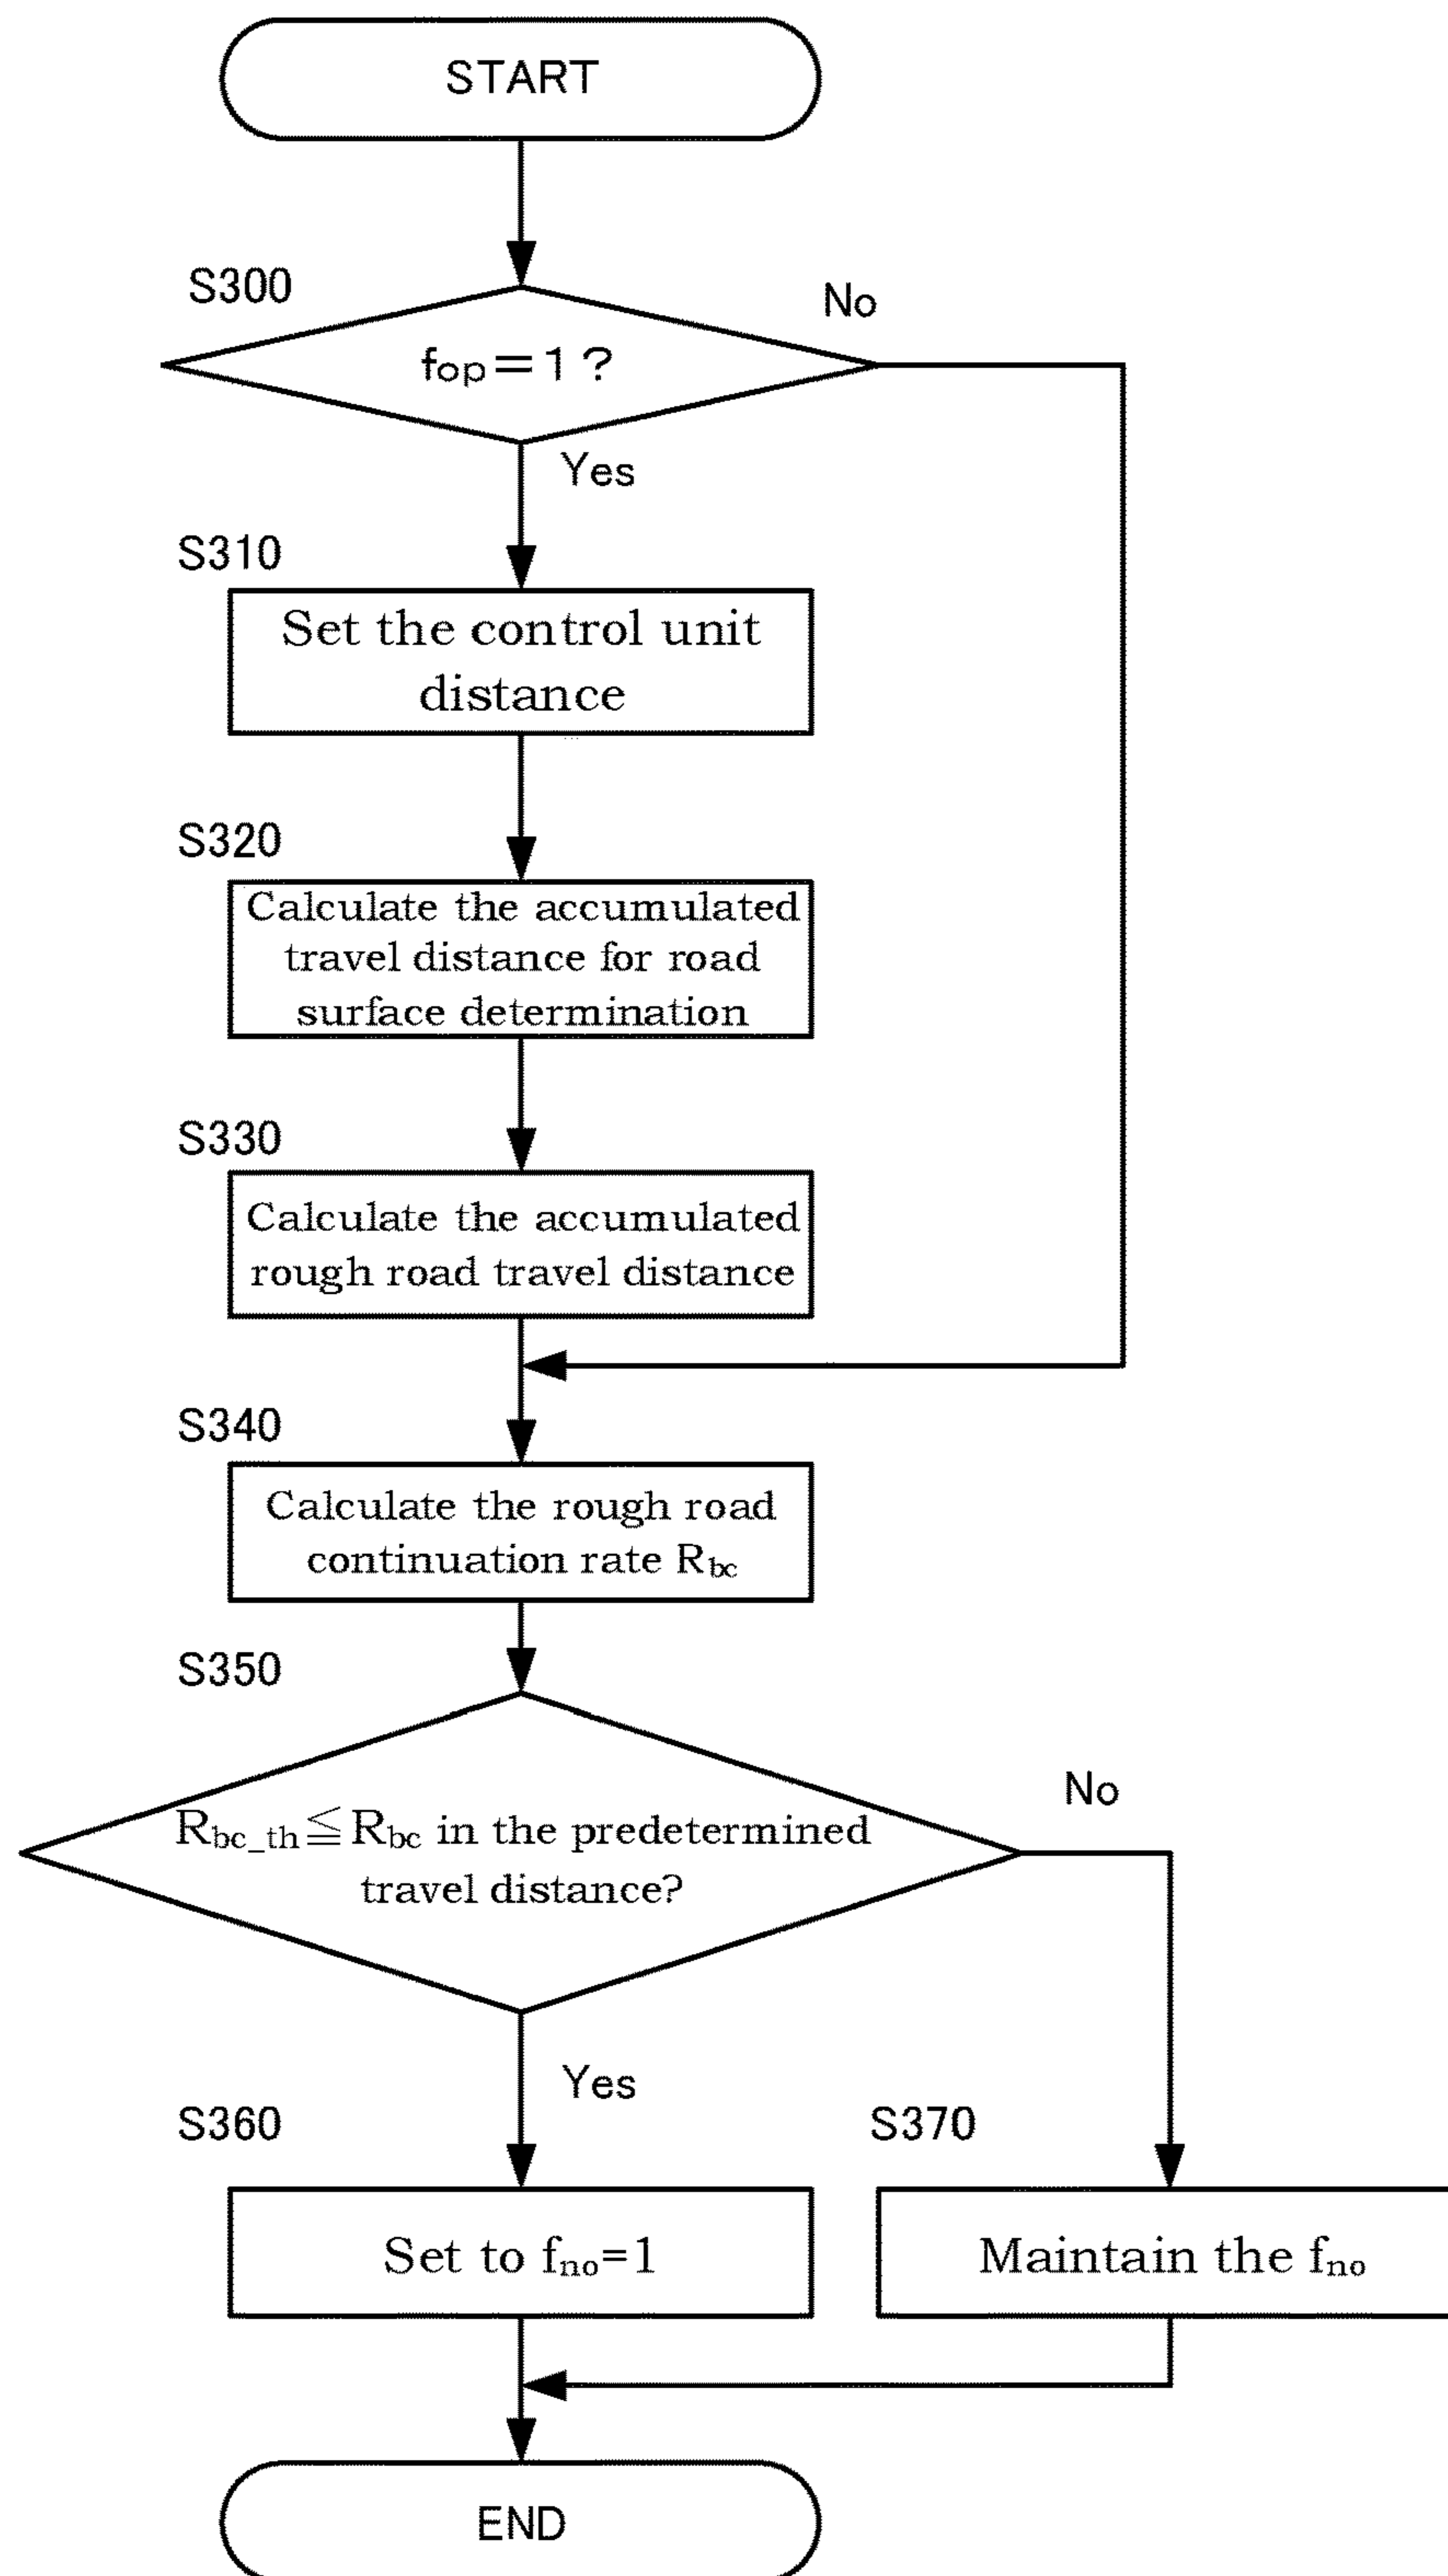 START
S300
No
fop＝1？
Yes
S310
Set the control unit
distance
S320
Calculate the accumulated
travel distance for road
surface determination
S330
Calculate the accumulated
rough road travel distance
S340
Calculate the rough road
continuation rate Rbc
S350
No
Rbc_th≦Rbc in the predetermined
travel distance?
Yes
S360
S370
Set to fno=1
Maintain the fno
END